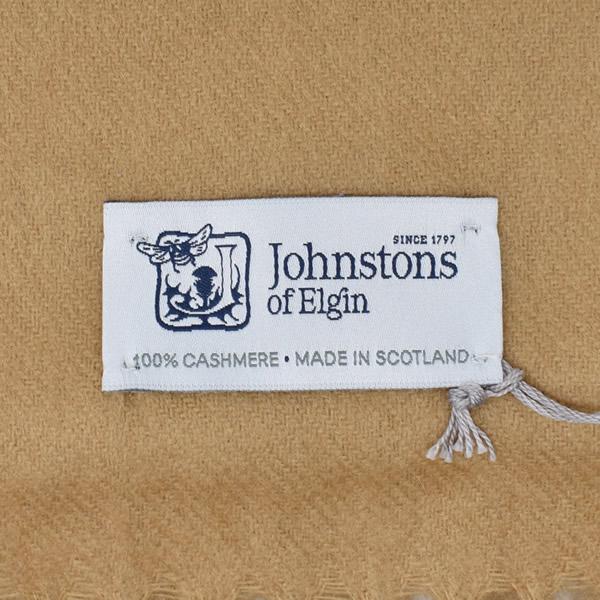 SINCE 1797
Johnstons
of Elgin
100% CASHMERE • MADE IN SCOTLAND